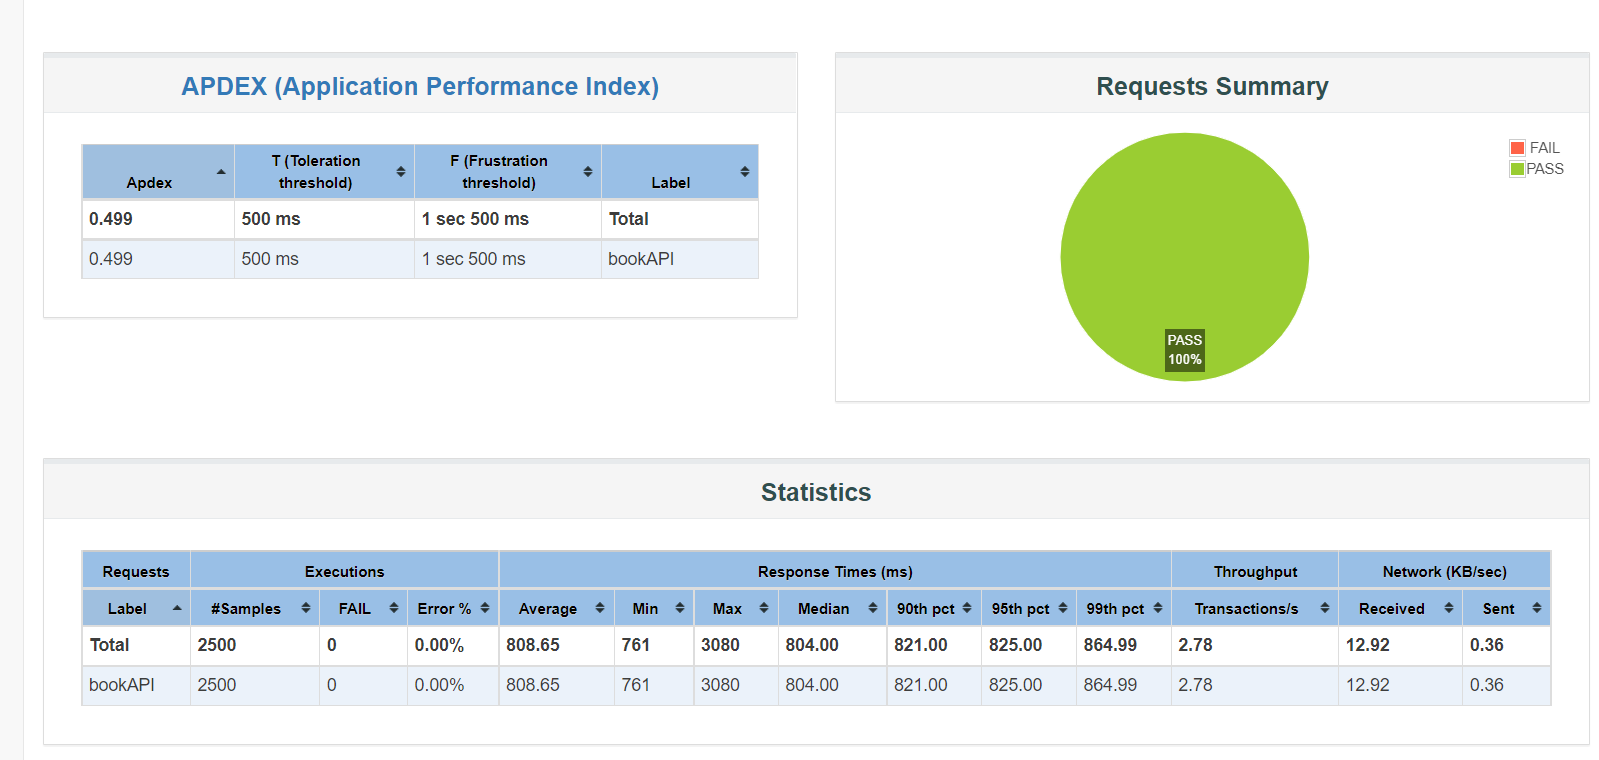 APDEX (Application Performance Index)
Apdex T (Toleration threshold) F (Frustration threshold) Label
0.499 500 ms 1 sec 500 ms Total
0.499 500 ms 1 sec 500 ms bookAPI
Requests Summary
FAIL
PASS
PASS
100%
Statistics
Requests Executions Response Times (ms) Throughput Network (KB/sec)
Label #Samples FAIL Error % Average Min Max Median 90th pct 95th pct 99th pct Transactions/s Received Sent
Total 2500 0 0.00% 808.65 761 3080 804.00 821.00 825.00 864.99 2.78 12.92 0.36
bookAPI 2500 0 0.00% 808.65 761 3080 804.00 821.00 825.00 864.99 2.78 12.92 0.36